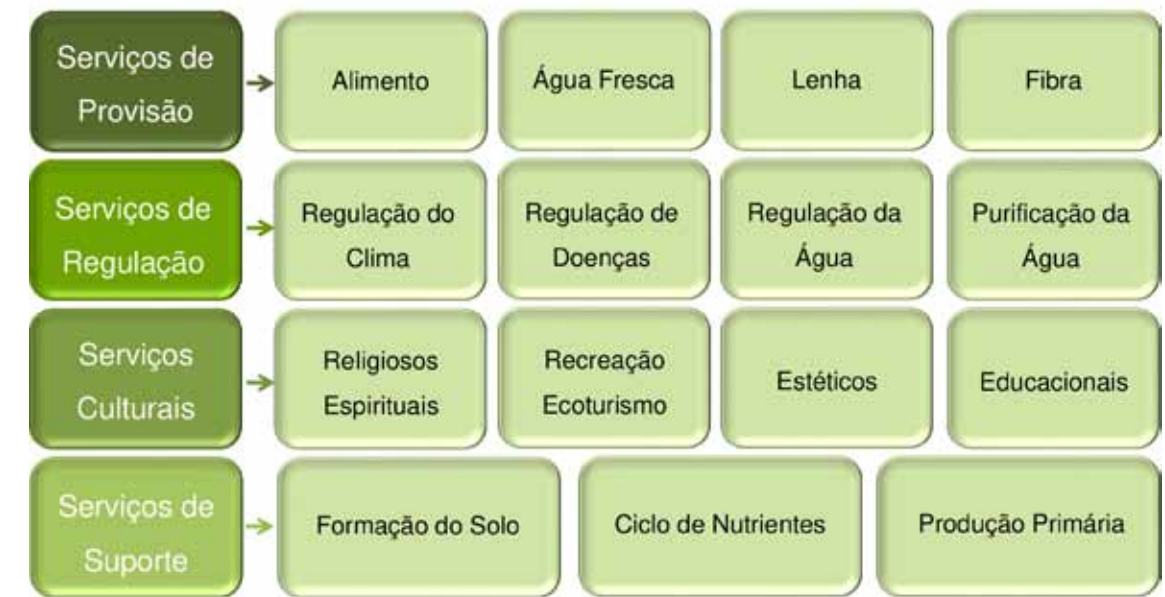 Serviços de
Provisão
Alimento
Água Fresca
Lenha
Fibra
Serviços de
Regulação
Regulação do
Clima
Regulação de
Doenças
Regulação da
Água
Purificação da
Água
Serviços
Culturais
Religiosos
Espirituais
Recreação
Ecoturismo
Estéticos
Educacionais
Serviços de
Suporte
Formação do Solo
Ciclo de Nutrientes
Produção Primária